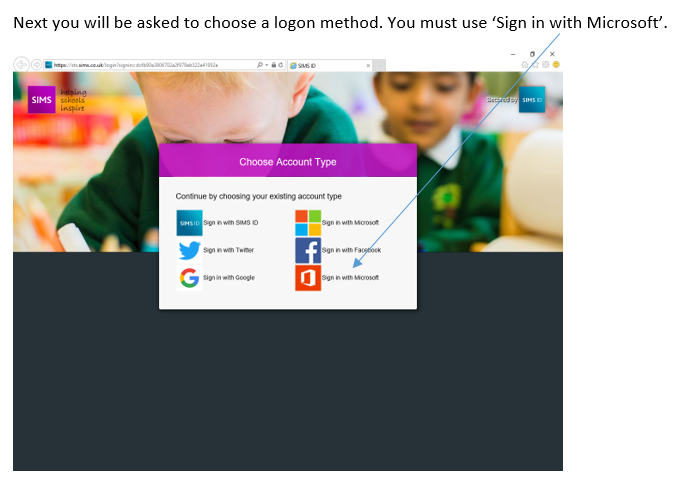 Next you will be asked to choose a logon method. You must use ‘Sign in with Microsoft’.
SIMS ID
SIMS
helping
schools
inspire
Secured by
SIMS ID
Choose Account Type
Continue by choosing your existing account type
SIMS ID
Sign in with SIMS ID
Sign in with Microsoft
Sign in with Twitter
Sign in with Facebook
Sign in with Google
Sign in with Microsoft